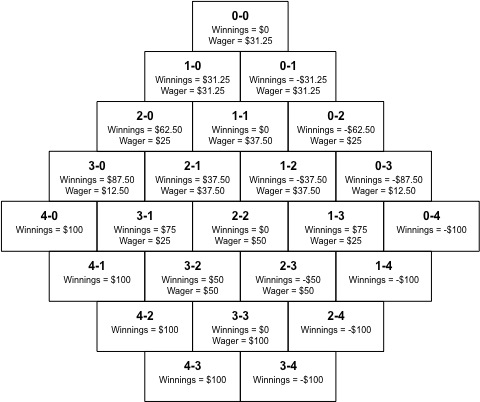 0-0
Winnings = $0
Wager = $31.25
1-0
Winnings = $31.25
Wager = $31.25
0-1
Winnings = -$31.25
Wager = $31.25
2-0
Winnings = $62.50
Wager = $25
1-1
Winnings = $0
Wager = $37.50
0-2
Winnings = -$62.50
Wager = $25
3-0
Winnings = $87.50
Wager = $12.50
2-1
Winnings = $37.50
Wager = $37.50
1-2
Winnings = -$37.50
Wager = $37.50
0-3
Winnings = -$87.50
Wager = $12.50
4-0
Winnings = $100
3-1
Winnings = $75
Wager = $25
2-2
Winnings = $0
Wager = $50
1-3
Winnings = $75
Wager = $25
0-4
Winnings = -$100
4-1
Winnings = $100
3-2
Winnings = $50
Wager = $50
2-3
Winnings = -$50
Wager = $50
1-4
Winnings = -$100
4-2
Winnings = $100
3-3
Winnings = $0
Wager = $100
2-4
Winnings = -$100
4-3
Winnings = $100
3-4
Winnings = -$100